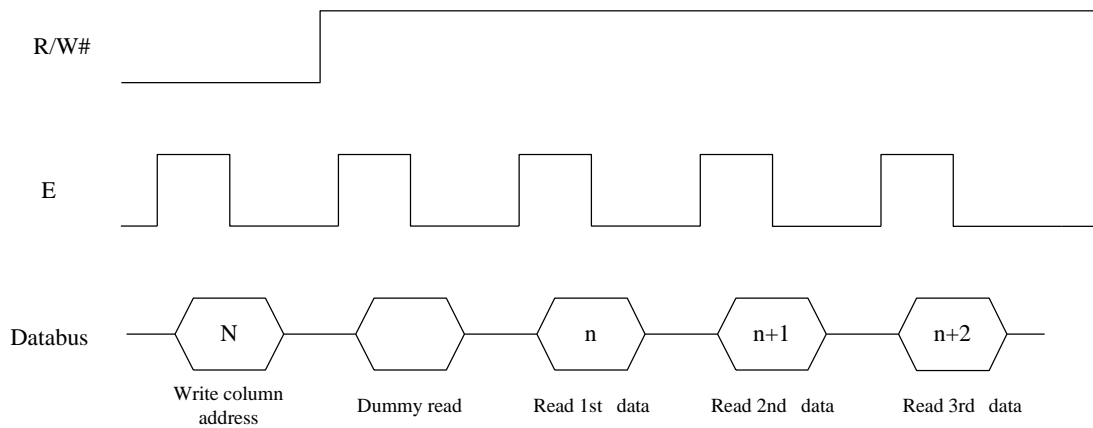 R/W#
E
Databus
N
n
n+1
n+2
Write column
address
Dummy read
Read 1st data
Read 2nd data
Read 3rd data